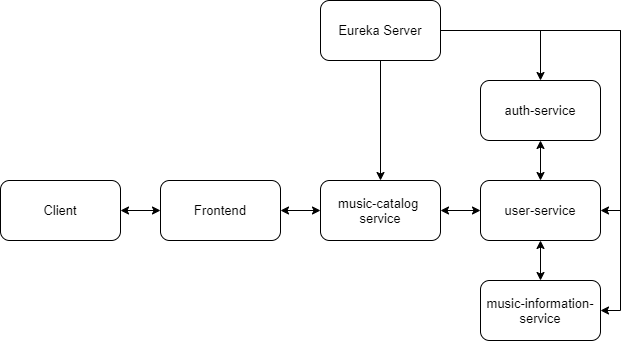 Eureka Server
auth-service
Client
Frontend
music-catalog
service
user-service
music-information-
service